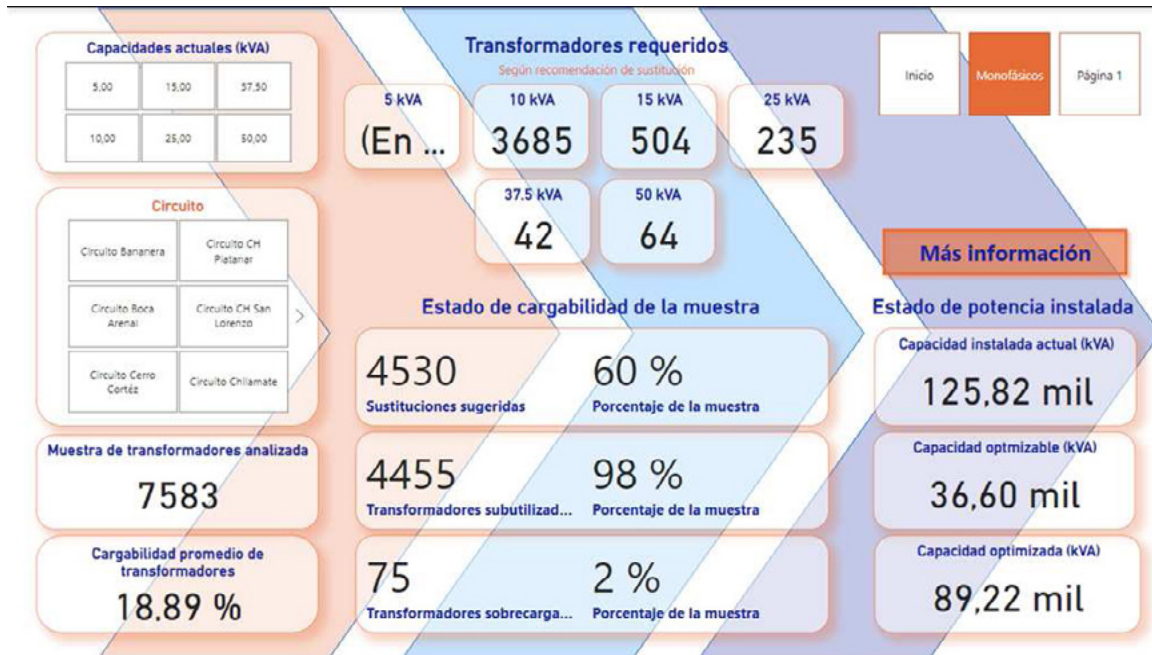 Capacidades actuales (kVA)
5,00 15,00 37,50
10,00 25,00 50,00
Circuito
Circuito Bananera
Circuito CH
Platanar
Circuito Boca
Arenal
Circuito CH San
Lorenzo
Circuito Cerro
Cortéz
Circuito Chilamate
Muestra de transformadores analizada
7583
Cargabilidad promedio de
transformadores
18,89 %
Transformadores requeridos
Según recomendación de sustitución
5 kVA
(En ...
10 kVA
3685
15 kVA
504
25 kVA
235
37.5 kVA
42
50 kVA
64
Estado de cargabilidad de la muestra
4530
Sustituciones sugeridas
60 %
Porcentaje de la muestra
4455
Transformadores subutilizad...
98 %
Porcentaje de la muestra
75
Transformadores sobrecarga...
2 %
Porcentaje de la muestra
Inicio
Monofásicos
Página 1
Más información
Estado de potencia instalada
Capacidad instalada actual (kVA)
125,82 mil
Capacidad optmizable (kVA)
36,60 mil
Capacidad optimizada (kVA)
89,22 mil